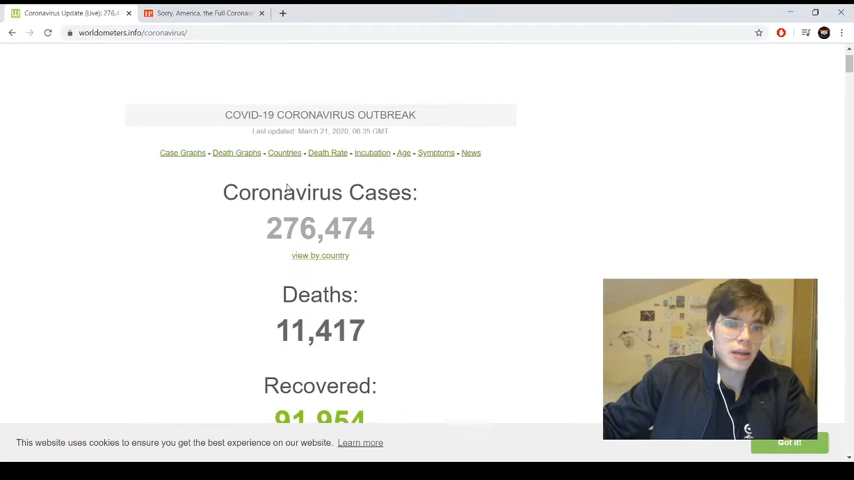 Coronavirus Update (Live): 276,4
Sorry, America, the Full Coronavi
worldometers.info/coronavirus/
COVID-19 CORONAVIRUS OUTBREAK
Last updated: March 21, 2020, 06:35 GMT
Case Graphs - Death Graphs - Countries - Death Rate - Incubation - Age - Symptoms - News
Coronavirus Cases:
276,474
view by country
Deaths:
11,417
Recovered:
91,954
This website uses cookies to ensure you get the best experience on our website. Learn more
Got it!